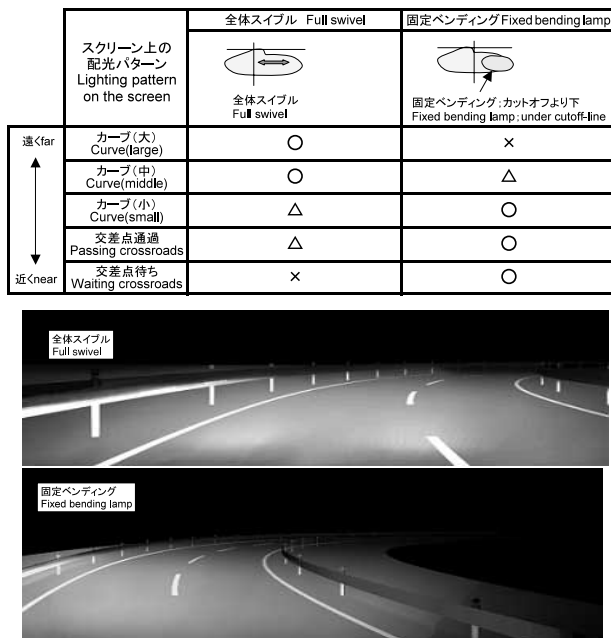 全体スイブル Full swivel
固定ベンディング Fixed bending lamp
スクリーン上の
配光パターン
Lighting pattern
on the screen
全体スイブル
Full swivel
固定ベンディング;カットオフより下
Fixed bending lamp;under cutoff-line
遠くfar
カーブ(大)
Curve(large)
○
×
カーブ(中)
Curve(middle)
○
△
カーブ(小)
Curve(small)
△
○
交差点通過
Passing crossroads
△
○
近くnear
交差点待ち
Waiting crossroads
×
○
全体スイブル
Full swivel
固定ベンディング
Fixed bending lamp